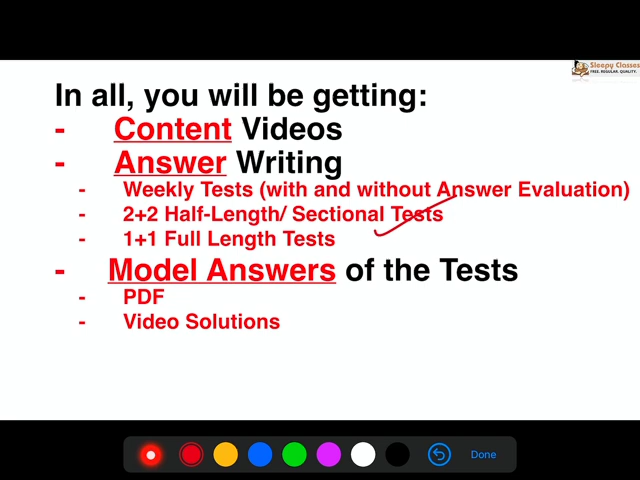 Sleepy Classes
FREE. REGULAR. QUALITY.
In all, you will be getting:
- Content Videos
- Answer Writing
- Weekly Tests (with and without Answer Evaluation)
- 2+2 Half-Length/ Sectional Tests
- 1+1 Full Length Tests
- Model Answers of the Tests
- PDF
- Video Solutions
Done